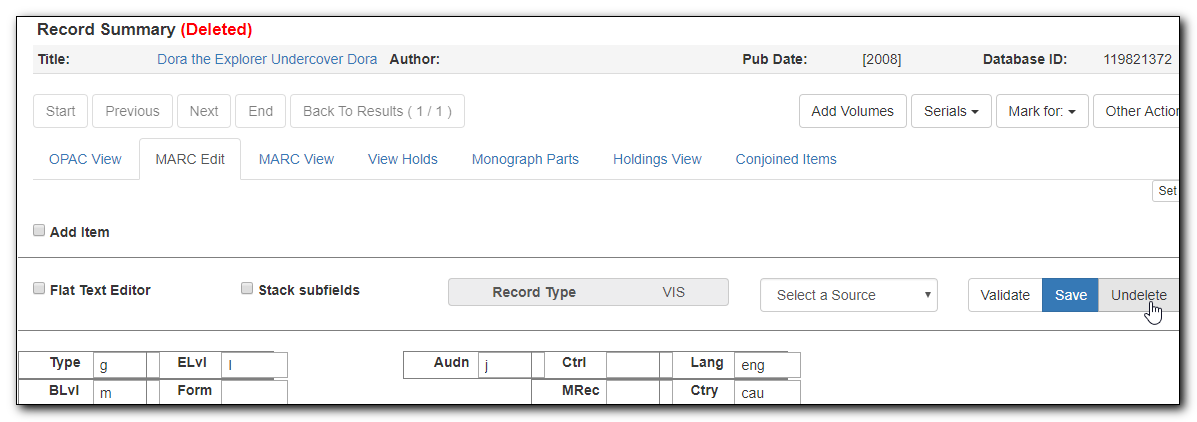 Record Summary (Deleted)
Title: Dora the Explorer Undercover Dora Author: Pub Date: [2008] Database ID: 119821372
Start Previous Next End Back To Results ( 1 / 1 ) Add Volumes Serials Mark for: Other Action
OPAC View MARC Edit MARC View View Holds Monograph Parts Holdings View Conjoined Items
Set
Add Item
Flat Text Editor Stack subfields Record Type VIS Select a Source Validate Save Undelete
Type g ELvl I Audn j Ctrl Lang eng
BLvl m Form MRec Ctry cau